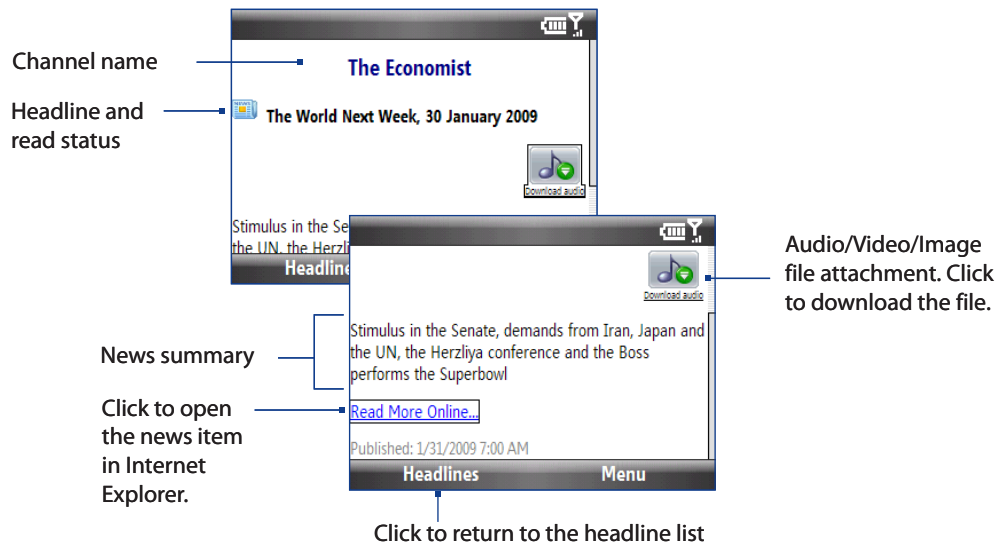 Channel name
The Economist
Headline and
read status
NEWS
The World Next Week, 30 January 2009
Download audio
Stimulus in the Se
the UN, the Herzli
Headline
Audio/Video/Image
file attachment. Click
to download the file.
Download audio
News summary
Stimulus in the Senate, demands from Iran, Japan and
the UN, the Herzliya conference and the Boss
performs the Superbowl
Click to open
the news item
in Internet
Explorer.
Read More Online...
Published: 1/31/2009 7:00 AM
Headlines
Menu
Click to return to the headline list